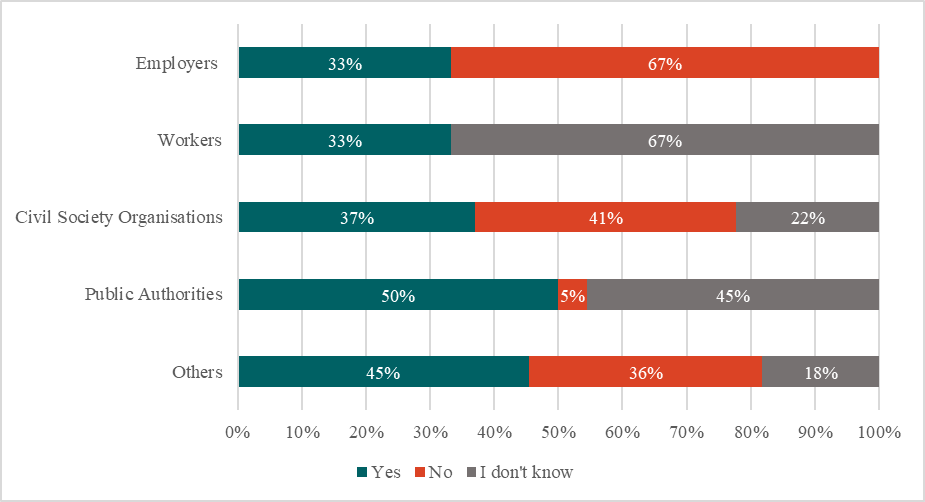 Employers
33%
67%
Workers
33%
67%
Civil Society Organisations
37%
41%
22%
Public Authorities
50%
5%
45%
Others
45%
36%
18%
0% 10% 20% 30% 40% 50% 60% 70% 80% 90% 100%
Yes No I don't know